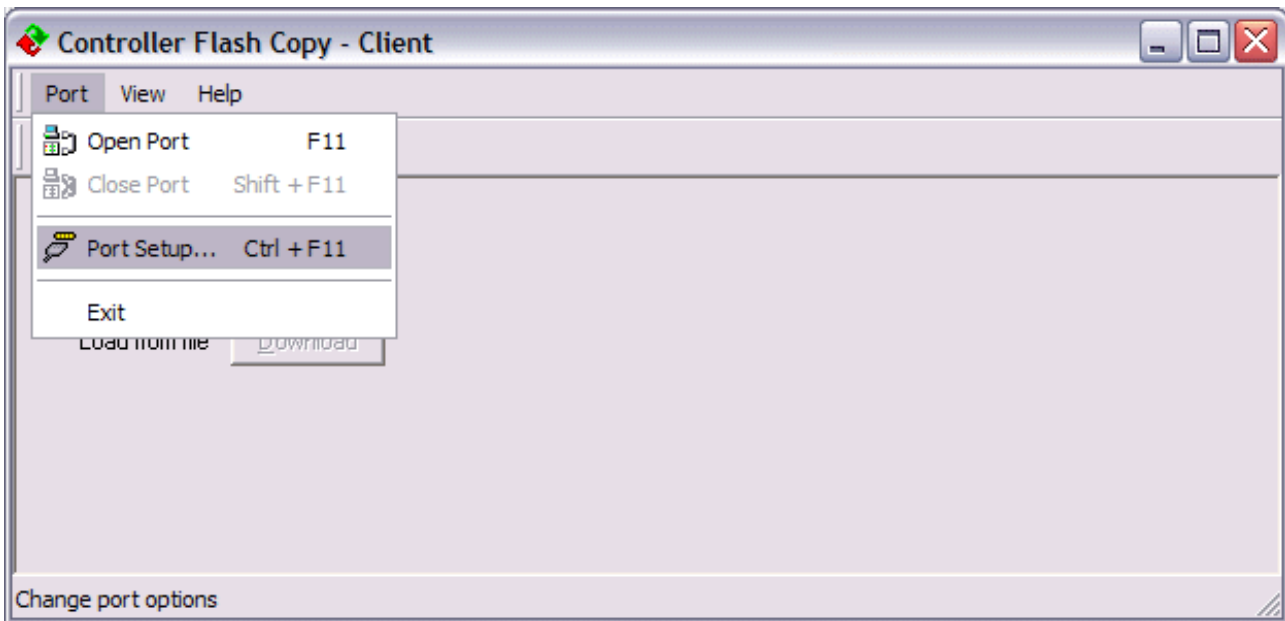 Controller Flash Copy - Client
Port View Help
Open Port F11
Close Port Shift + F11
Port Setup... Ctrl + F11
Exit
Load from file Download
Change port options